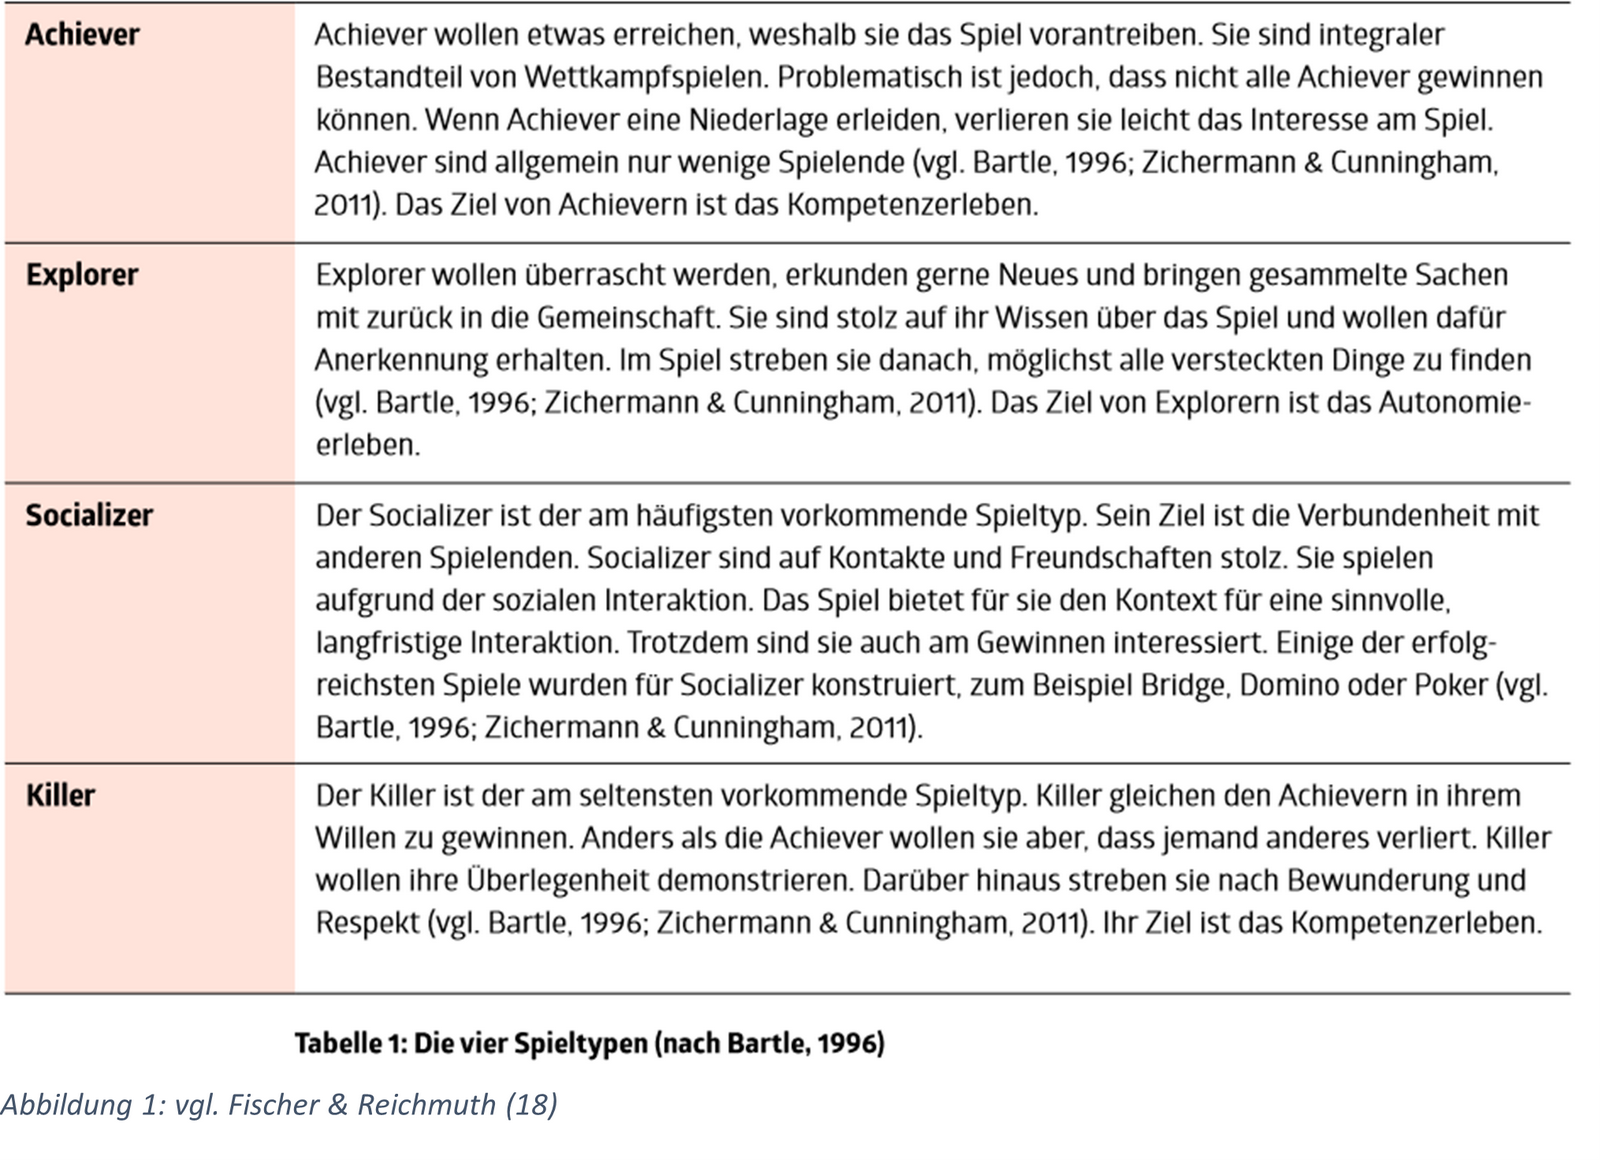 Achiever
Achiever wollen etwas erreichen, weshalb sie das Spiel vorantreiben. Sie sind integraler
Bestandteil von Wettkampfspielen. Problematisch ist jedoch, dass nicht alle Achiever gewinnen
können. Wenn Achiever eine Niederlage erleiden, verlieren sie leicht das Interesse am Spiel.
Achiever sind allgemein nur wenige Spielende (vgl. Bartle, 1996; Zichermann & Cunningham,
2011). Das Ziel von Achievern ist das Kompetenzerleben.
Explorer
Explorer wollen überrascht werden, erkunden gerne Neues und bringen gesammelte Sachen
mit zurück in die Gemeinschaft. Sie sind stolz auf ihr Wissen über das Spiel und wollen dafür
Anerkennung erhalten. Im Spiel streben sie danach, möglichst alle versteckten Dinge zu finden
(vgl. Bartle, 1996; Zichermann & Cunningham, 2011). Das Ziel von Explorern ist das Autonomie-
erleben.
Socializer
Der Socializer ist der am häufigsten vorkommende Spieltyp. Sein Ziel ist die Verbundenheit mit
anderen Spielenden. Socializer sind auf Kontakte und Freundschaften stolz. Sie spielen
aufgrund der sozialen Interaktion. Das Spiel bietet für sie den Kontext für eine sinnvolle,
langfristige Interaktion. Trotzdem sind sie auch am Gewinnen interessiert. Einige der erfolg-
reichsten Spiele wurden für Socializer konstruiert, zum Beispiel Bridge, Domino oder Poker (vgl.
Bartle, 1996; Zichermann & Cunningham, 2011).
Killer
Der Killer ist der am seltensten vorkommende Spieltyp. Killer gleichen den Achievern in ihrem
Willen zu gewinnen. Anders als die Achiever wollen sie aber, dass jemand anderes verliert. Killer
wollen ihre Überlegenheit demonstrieren. Darüber hinaus streben sie nach Bewunderung und
Respekt (vgl. Bartle, 1996; Zichermann & Cunningham, 2011). Ihr Ziel ist das Kompetenzerleben.
Tabelle 1: Die vier Spieltypen (nach Bartle, 1996)
Abbildung 1: vgl. Fischer & Reichmuth (18)